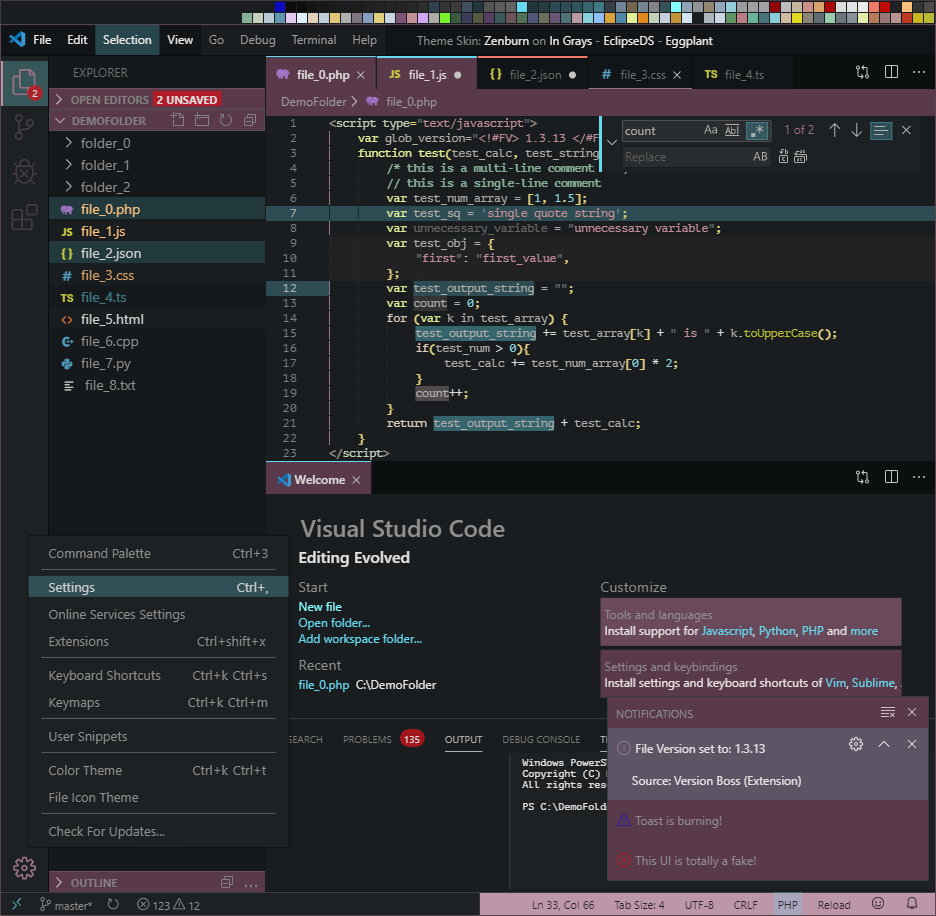 File Edit Selection View Go Debug Terminal Help Theme Skin: Zenburn on In Grays - EclipseDS - Eggplant
2
EXPLORER
OPEN EDITORS 2 UNSAVED
DEMOFOLDER
folder_0
folder_1
folder_2
file_0.php
JS file_1.js
{} file_2.json
# file_3.css
TS file_4.ts
<> file_5.html
file_6.cpp
file_7.py
file_8.txt
file_0.php × JS file_1.js ● {} file_2.json ● # file_3.css × TS file_4.ts
DemoFolder > file_0.php
count Aa Abl .* 1 of 2
Replace AB
1 <script type="text/javascript">
2 var glob_version="<!#FV> 1.3.13 </#F
3 function test(test_calc, test_string
4 /* this is a multi-line comment
5 // this is a single-line comment
6 var test_num_array = [1, 1.5];
7 var test_sq = 'single quote string';
8 var unnecessary_variable = "unnecessary variable";
9 var test_obj = {
10 "first": "first_value",
11 };
12 var test_output_string = "";
13 var count = 0;
14 for (var k in test_array) {
15 test_output_string += test_array[k] + " is " + k.toUpperCase();
16 if(test_num > 0){
17 test_calc += test_num_array[0] * 2;
18 }
19 count++;
20 }
21 return test_output_string + test_calc;
22 }
23 </script>
Welcome ×
Visual Studio Code
Editing Evolved
Start
New file
Open folder...
Add workspace folder...
Recent
file_0.php C:\DemoFolder
Customize
Tools and languages
Install support for Javascript, Python, PHP and more
Settings and keybindings
Install settings and keyboard shortcuts of Vim, Sublime,
Command Palette Ctrl+3
Settings Ctrl+,
Online Services Settings
Extensions Ctrl+shift+x
Keyboard Shortcuts Ctrl+k Ctrl+s
Keymaps Ctrl+k Ctrl+m
User Snippets
Color Theme Ctrl+k Ctrl+t
File Icon Theme
Check For Updates...
SEARCH PROBLEMS 135 OUTPUT DEBUG CONSOLE
Windows PowerS
Copyright (C)
All rights rese
PS C:\DemoFold
NOTIFICATIONS
File Version set to: 1.3.13
Source: Version Boss (Extension)
Toast is burning!
This UI is totally a fake!
OUTLINE
master* 123 12 Ln 33, Col 66 Tab Size: 4 UTF-8 CRLF PHP Reload